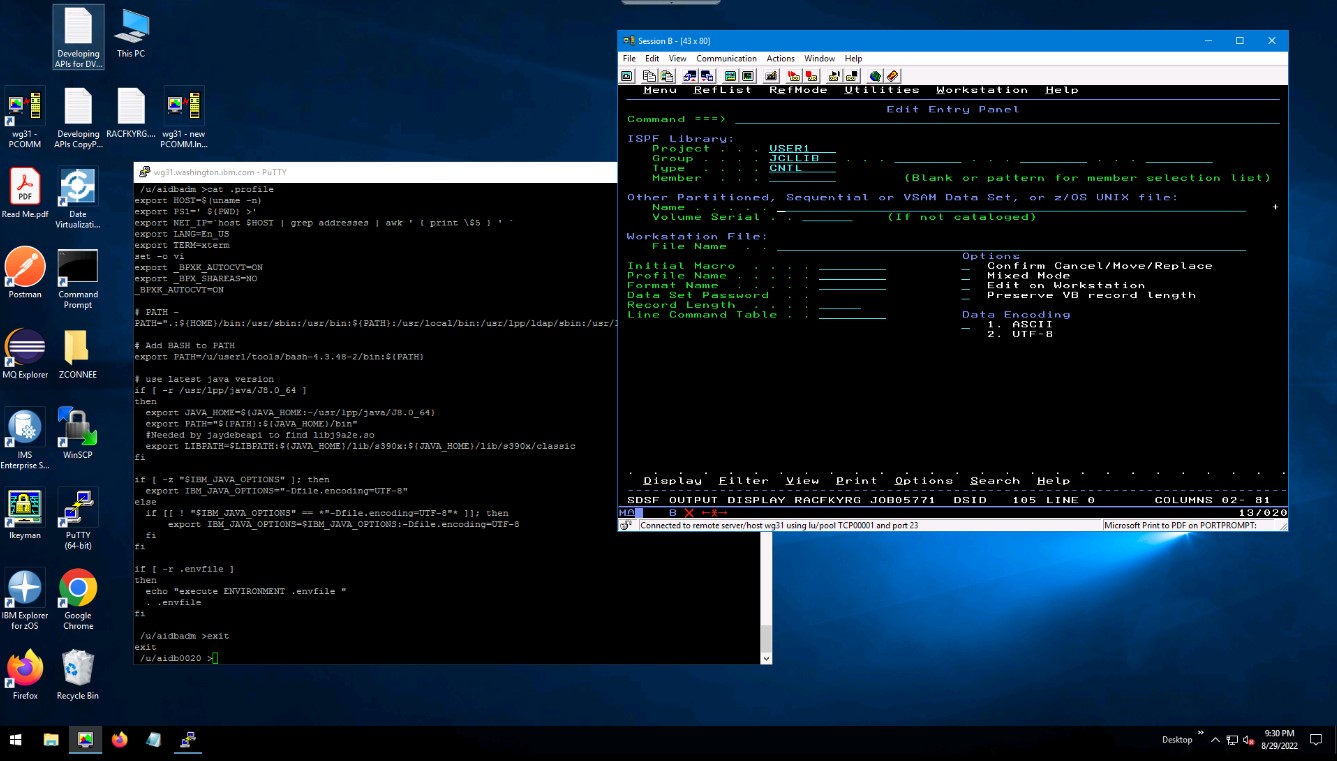 Developing
APIs for DV...
This PC
wg31 -
PCOMM
Developing
APIs CopyP...
RACFKYRG....
wg31 - new
PCOMM.In...
Read Me.pdf
Date
Virtualizati...
Postman
Command
Prompt
MQ Explorer
ZCONNEE
IMS
Enterprise S...
WinSCP
Ikeyman
PuTTY
(64-bit)
IBM Explorer
for zOS
Google
Chrome
Firefox
Recycle Bin
wg31.washington.ibm.com - PuTTY
/u/aidbadm >cat .profile
export HOST=$(uname -n)
export PS1=' ${PWD} >'
export NET_IP=`host $HOST | grep addresses | awk ' { print \$5 } ' `
export LANG=En_US
export TERM=xterm
set -o vi
export _BPXK_AUTOCVT=ON
export _BPX_SHAREAS=NO
_BPXK_AUTOCVT=ON
# PATH -
PATH=".:${HOME}/bin:/usr/sbin:/usr/bin:${PATH}:/usr/local/bin:/usr/lpp/ldap/sbin:/usr/
# Add BASH to PATH
export PATH=/u/user1/tools/bash-4.3.48-2/bin:${PATH}
# use latest java version
if [ -r /usr/lpp/java/J8.0_64 ]
then
export JAVA_HOME=${JAVA_HOME:-/usr/lpp/java/J8.0_64}
export PATH="${PATH}:${JAVA_HOME}/bin"
#Needed by jaydebeapi to find libj9a2e.so
export LIBPATH=$LIBPATH:${JAVA_HOME}/lib/s390x:${JAVA_HOME}/lib/s390x/classic
fi
if [ -z "$IBM_JAVA_OPTIONS" ]; then
export IBM_JAVA_OPTIONS="-Dfile.encoding=UTF-8"
else
if [[ ! "$IBM_JAVA_OPTIONS" == *"-Dfile.encoding=UTF-8"* ]]; then
export IBM_JAVA_OPTIONS=$IBM_JAVA_OPTIONS:-Dfile.encoding=UTF-8
fi
fi
if [ -r .envfile ]
then
echo "execute ENVIRONMENT .envfile "
. .envfile
fi
/u/aidbadm >exit
exit
/u/aidb0020 >
Session B - [43 x 80]
File Edit View Communication Actions Window Help
Menu RefList RefMode Utilities Workstation Help
Edit Entry Panel
Command ===>
ISPF Library:
Project . . . USER1
Group . . . . JCLLIB . . . . . . . . .
Type . . . . CNTL
Member . . . (Blank or pattern for member selection list)
Other Partitioned, Sequential or VSAM Data Set, or z/OS UNIX file:
Name . . . . . +
Volume Serial . . (If not cataloged)
Workstation File:
File Name . .
Options
Initial Macro . . . . Confirm Cancel/Move/Replace
Profile Name . . . . . Mixed Mode
Format Name . . . . . Edit on Workstation
Data Set Password . . Preserve VB record length
Record Length . . . .
Line Command Table . . Data Encoding
1. ASCII
2. UTF-8
Display Filter View Print Options Search Help
SDSF OUTPUT DISPLAY RACFKYRG JOB05771 DSID 105 LINE 0 COLUMNS 02- 81
MA B 13/020
Connected to remote server/host wg31 using lu/pool TCP00001 and port 23
Microsoft Print to PDF on PORTPROMPT:
Desktop
9:30 PM
8/29/2022